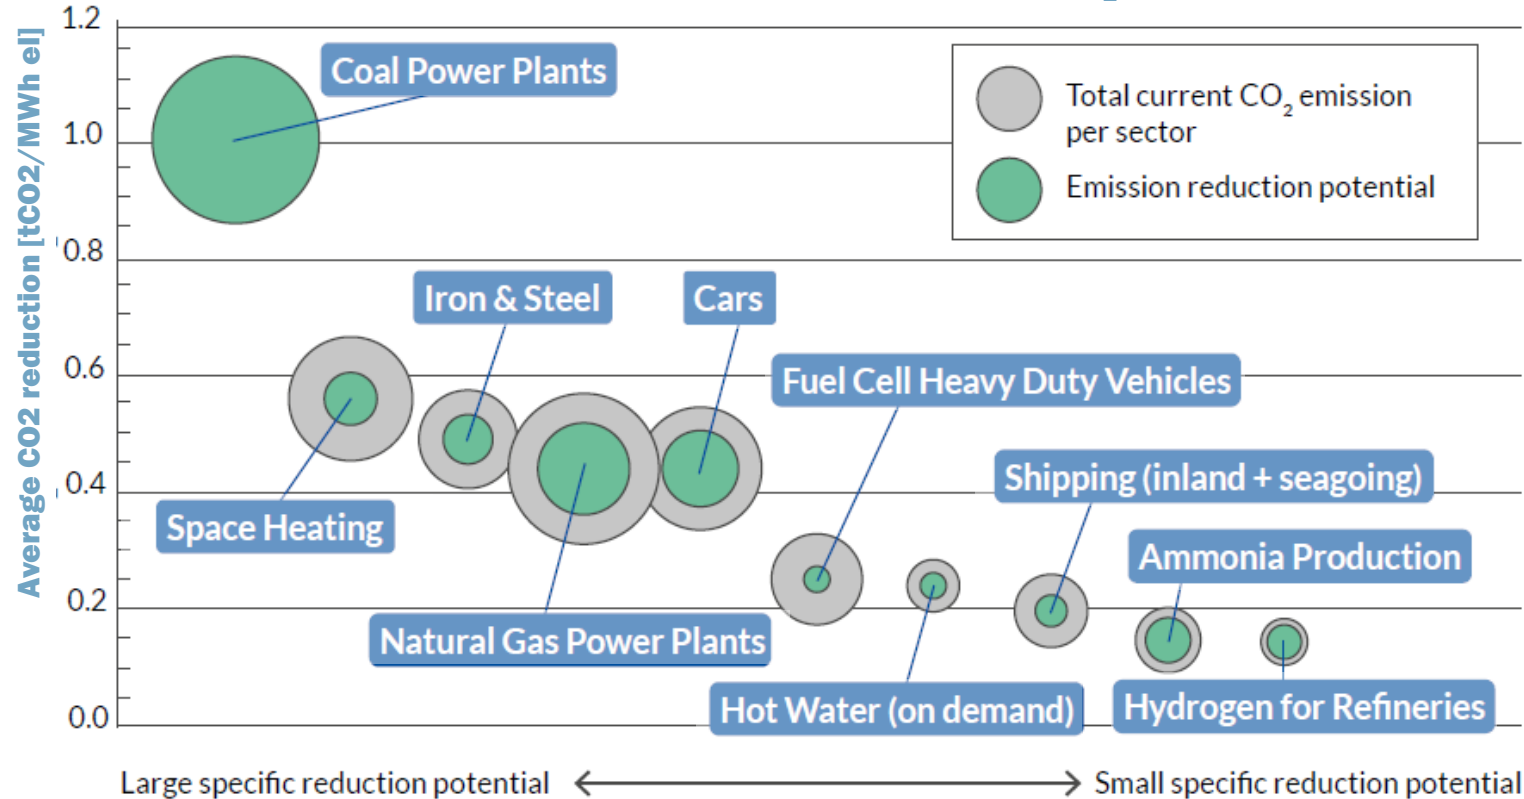 Average CO2 reduction [tCO2/MWh el]
1.2
1.0
0.8
0.6
0.4
0.2
0.0
Coal Power Plants
Total current CO₂ emission
per sector
Emission reduction potential
Iron & Steel
Cars
Fuel Cell Heavy Duty Vehicles
Shipping (inland + seagoing)
Space Heating
Ammonia Production
Natural Gas Power Plants
Hot Water (on demand)
Hydrogen for Refineries
Large specific reduction potential
Small specific reduction potential